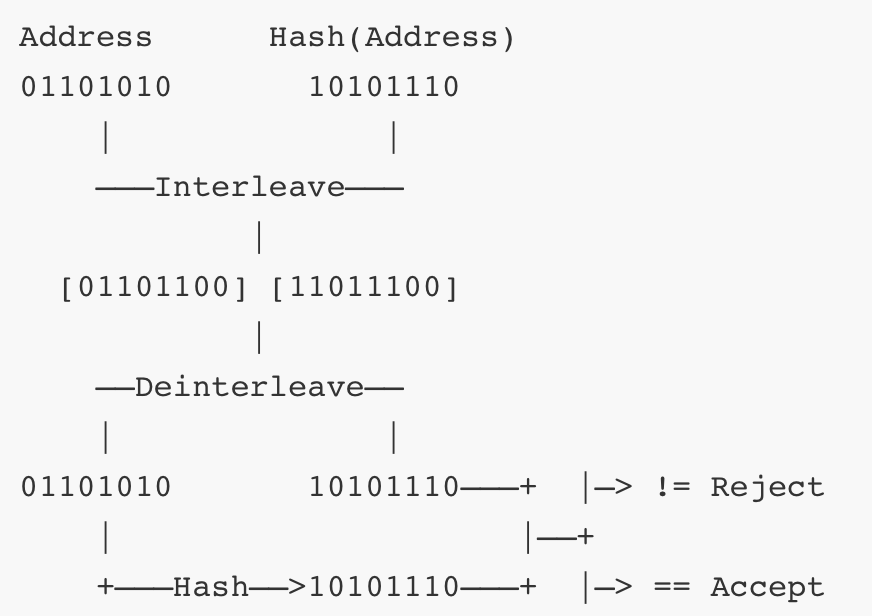 Address      Hash(Address)
01101010       10101110
    |              |
    ———Interleave———
            |
  [01101100] [11011100]
            |
    ——Deinterleave——
    |              |
01101010       10101110———+  |—> != Reject
    |                     |——+
    +———Hash——>10101110———+  |—> == Accept